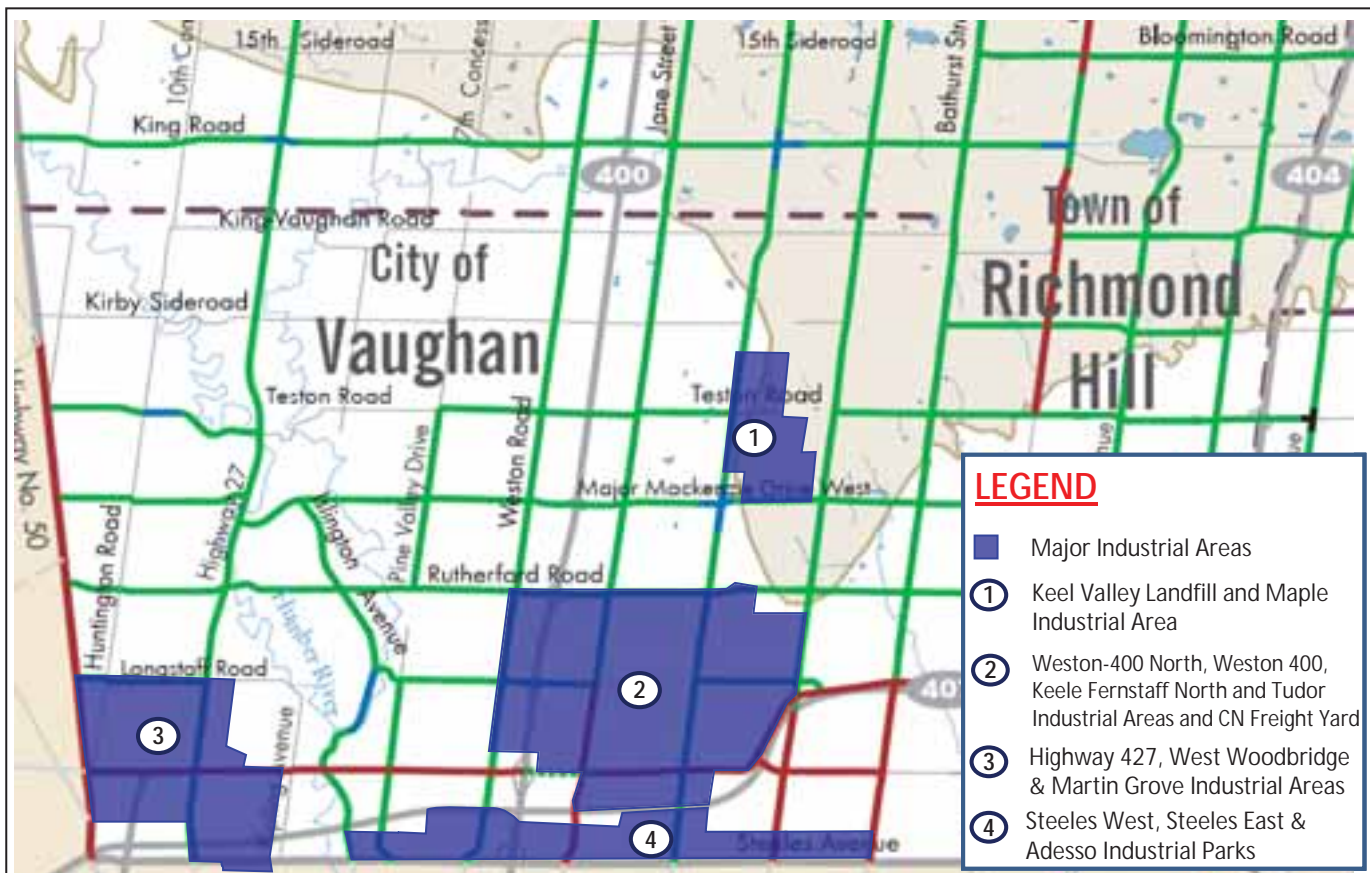 15th Sideroad
10th Con
7th Concess
Jane Street
15th Sideroad
Bathurst Str
Bloomington Road
King Road
400
404
King-Vaughan Road
Town of
Richmond
Hill
City of
Vaughan
Kirby Sideroad
Teston Road
Teston Road
Pine Valley Drive
Weston Road
1
nue
nue
Major Mackenzie Drive West
Highway No. 50
Huntington Road
Highway 27
Islington
Avenue
Rutherford Road
Humber River
Langstaff Road
2
407
3
Avenue
4
Steeles Avenue
LEGEND
Major Industrial Areas
1 Keel Valley Landfill and Maple
Industrial Area
2 Weston-400 North, Weston 400,
Keele Fernstaff North and Tudor
Industrial Areas and CN Freight Yard
3 Highway 427, West Woodbridge
& Martin Grove Industrial Areas
4 Steeles West, Steeles East &
Adesso Industrial Parks